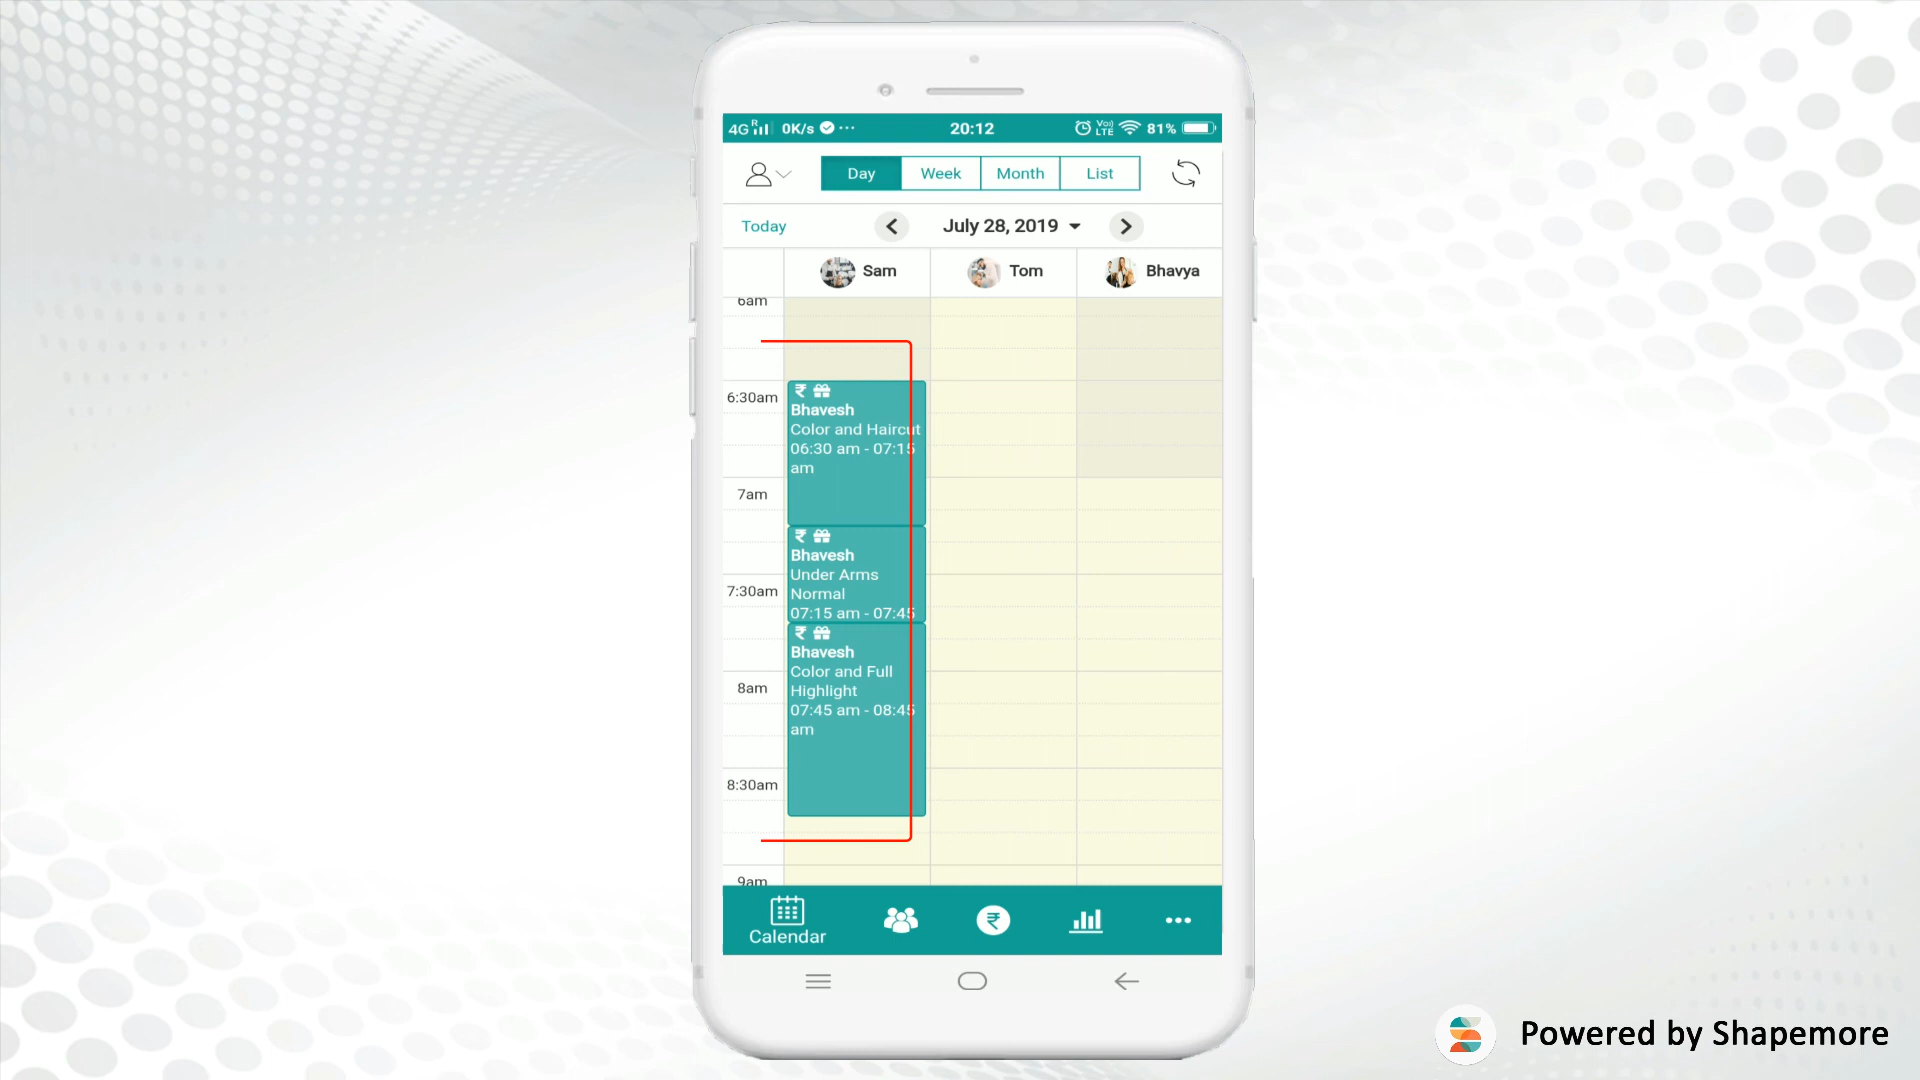 4G R 0K/s ... 20:12 Vo) LTE 81%
Day Week Month List
Today July 28, 2019
Sam Tom Bhavya
6am
6:30am
7am
7:30am
8am
8:30am
9am
₹
Bhavesh
Color and Haircut
06:30 am - 07:15
am
₹
Bhavesh
Under Arms
Normal
07:15 am - 07:45
₹
Bhavesh
Color and Full
Highlight
07:45 am - 08:45
am
Calendar ₹
Powered by Shapemore